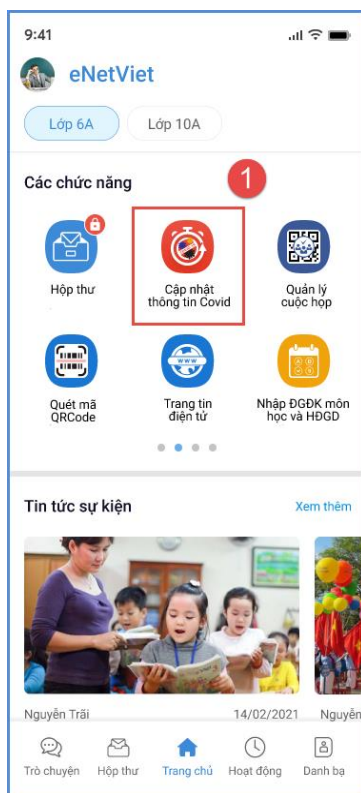 9:41
eNetViet
Lớp 6A
Lớp 10A
Các chức năng
1
Hộp thư
Cập nhật
thông tin Covid
Quản lý
cuộc họp
WWW
Quét mã
QRCode
Trang tin
điện tử
Nhập ĐGĐK môn
học và HĐGD
Tin tức sự kiện
Xem thêm
Nguyễn Trãi
14/02/2021
Nguyễn
Trò chuyện
Hộp thư
Trang chủ
Hoạt động
Danh bạ